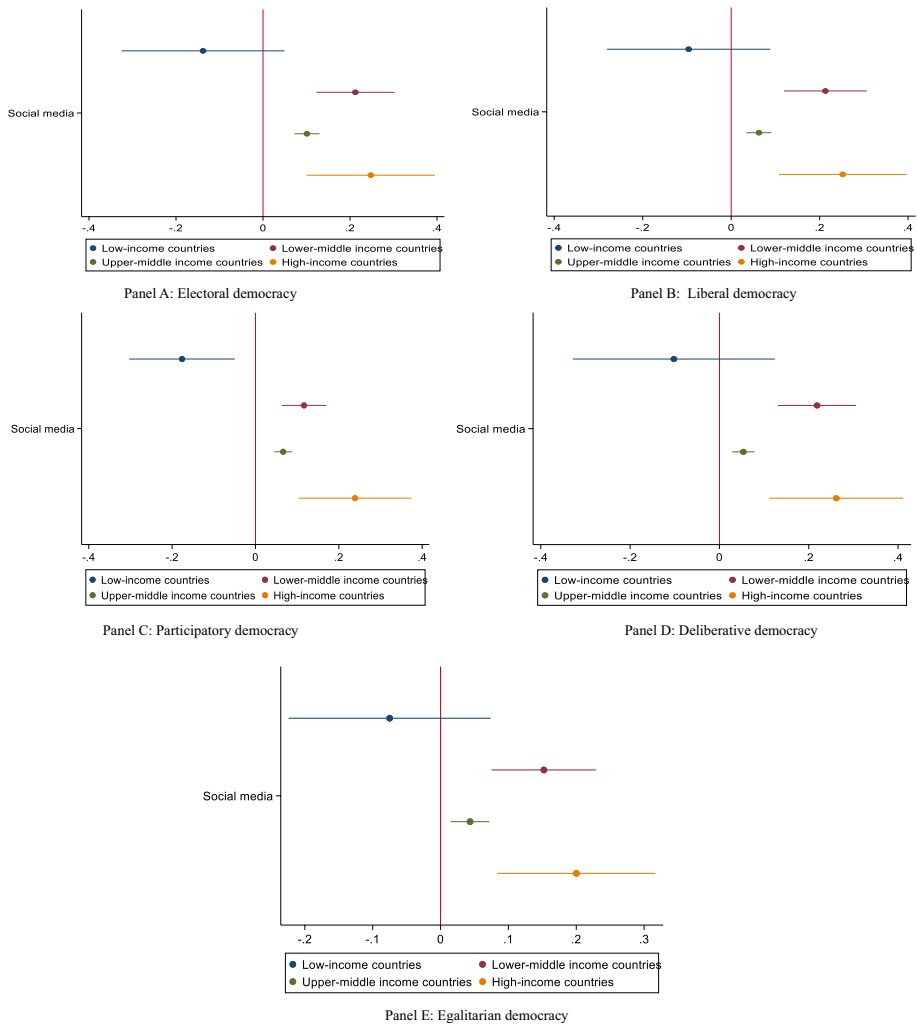 Social media
-.4 -.2 0 .2 .4
Low-income countries Lower-middle income countries
Upper-middle income countries High-income countries
Panel A: Electoral democracy
Social media
-.4 -.2 0 .2 .4
Low-income countries Lower-middle income countries
Upper-middle income countries High-income countries
Panel B: Liberal democracy
Social media
-.4 -.2 0 .2 .4
Low-income countries Lower-middle income countries
Upper-middle income countries High-income countries
Panel C: Participatory democracy
Social media
-.4 -.2 0 .2 .4
Low-income countries Lower-middle income countries
Upper-middle income countries High-income countries
Panel D: Deliberative democracy
Social media
-.2 -.1 0 .1 .2 .3
Low-income countries Lower-middle income countries
Upper-middle income countries High-income countries
Panel E: Egalitarian democracy